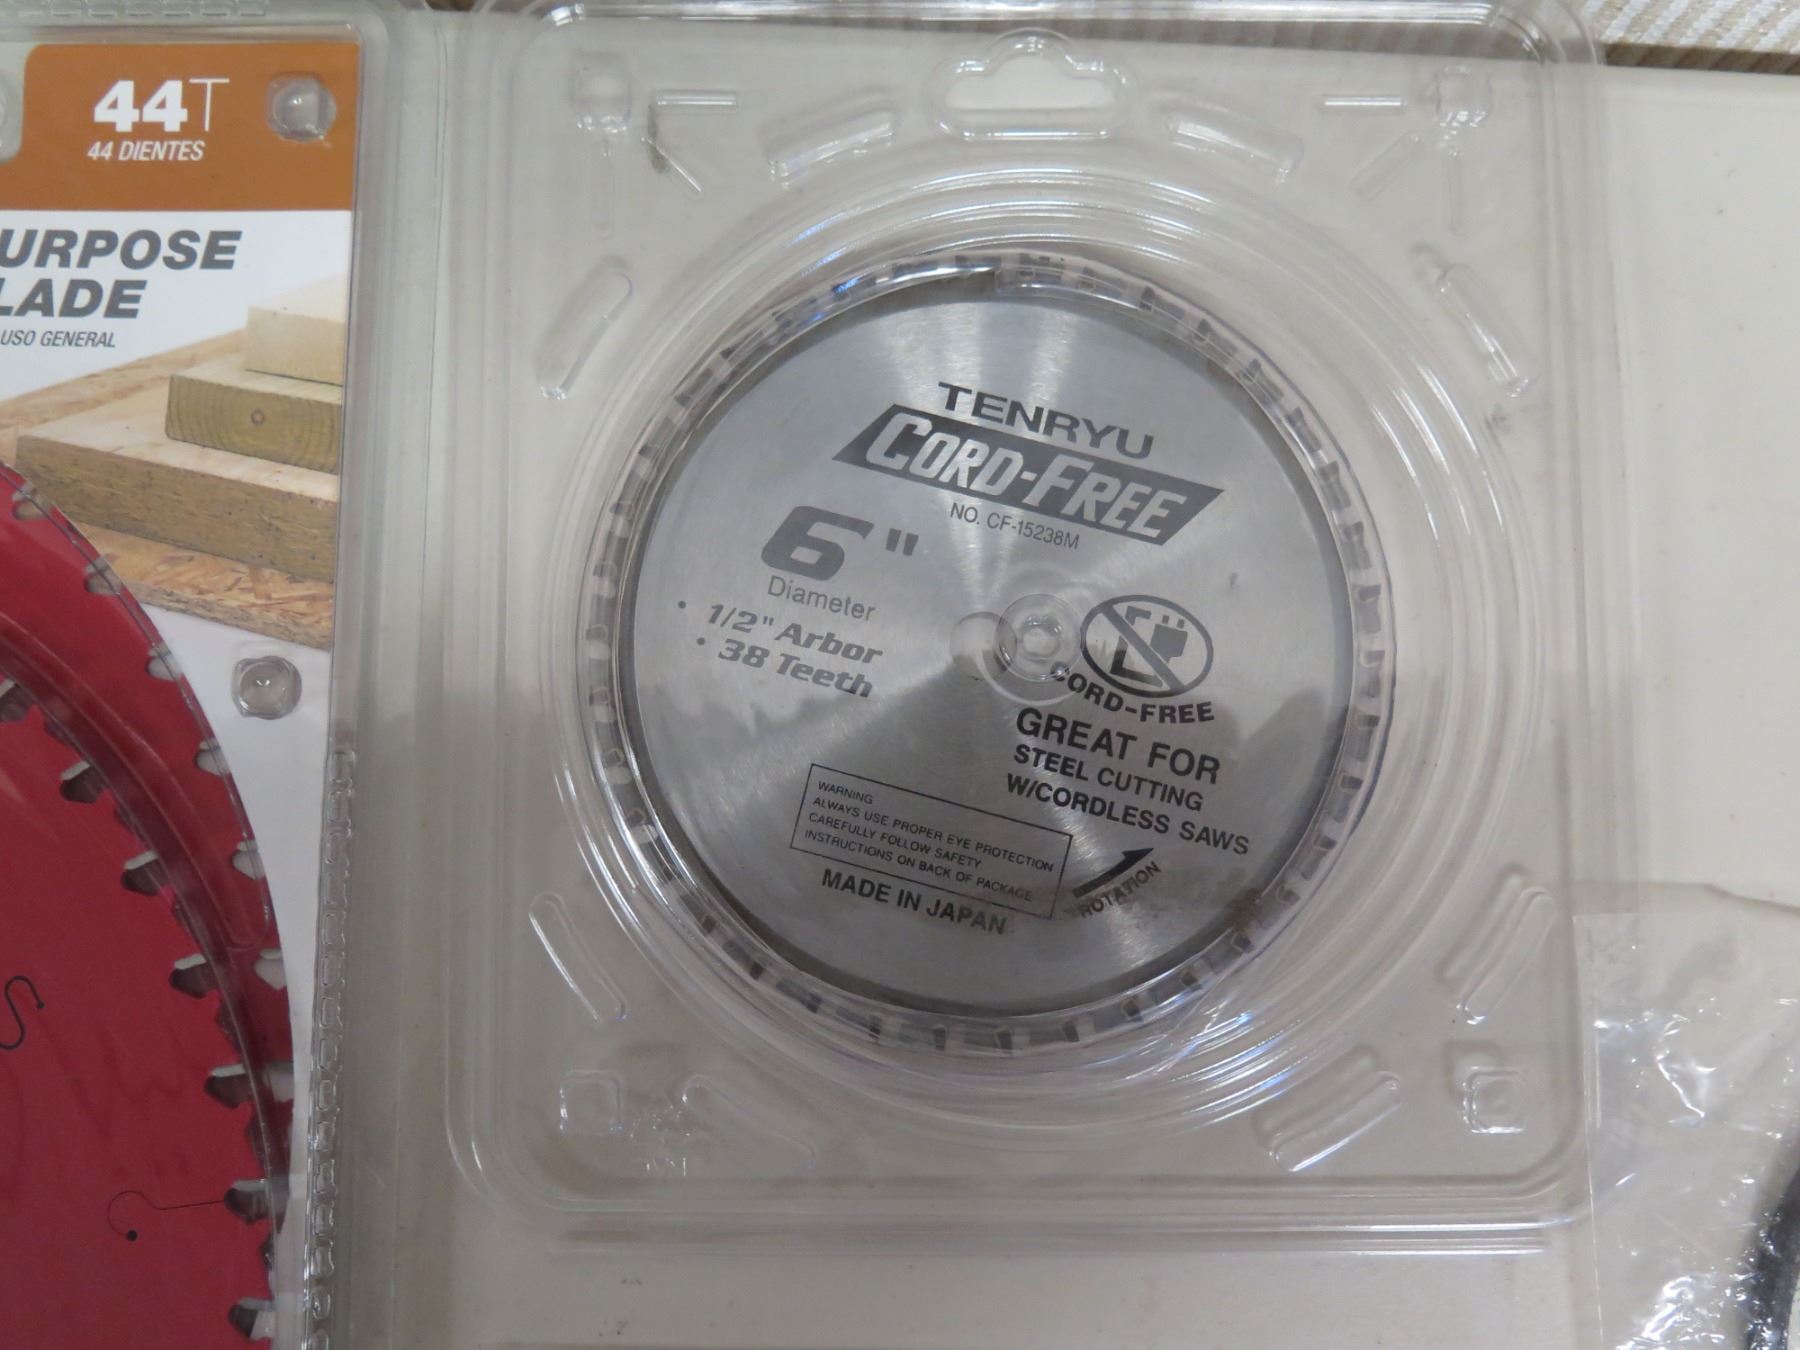 44T
44 DIENTES
URPOSE
LADE
USO GENERAL
TENRYU
CORD-FREE
NO. CF-15238M
6"
Diameter
• 1/2" Arbor
• 38 Teeth
CORD-FREE
GREAT FOR
STEEL CUTTING
W/CORDLESS SAWS
WARNING
ALWAYS USE PROPER EYE PROTECTION
CAREFULLY FOLLOW SAFETY
INSTRUCTIONS ON BACK OF PACKAGE
ROTATION
MADE IN JAPAN